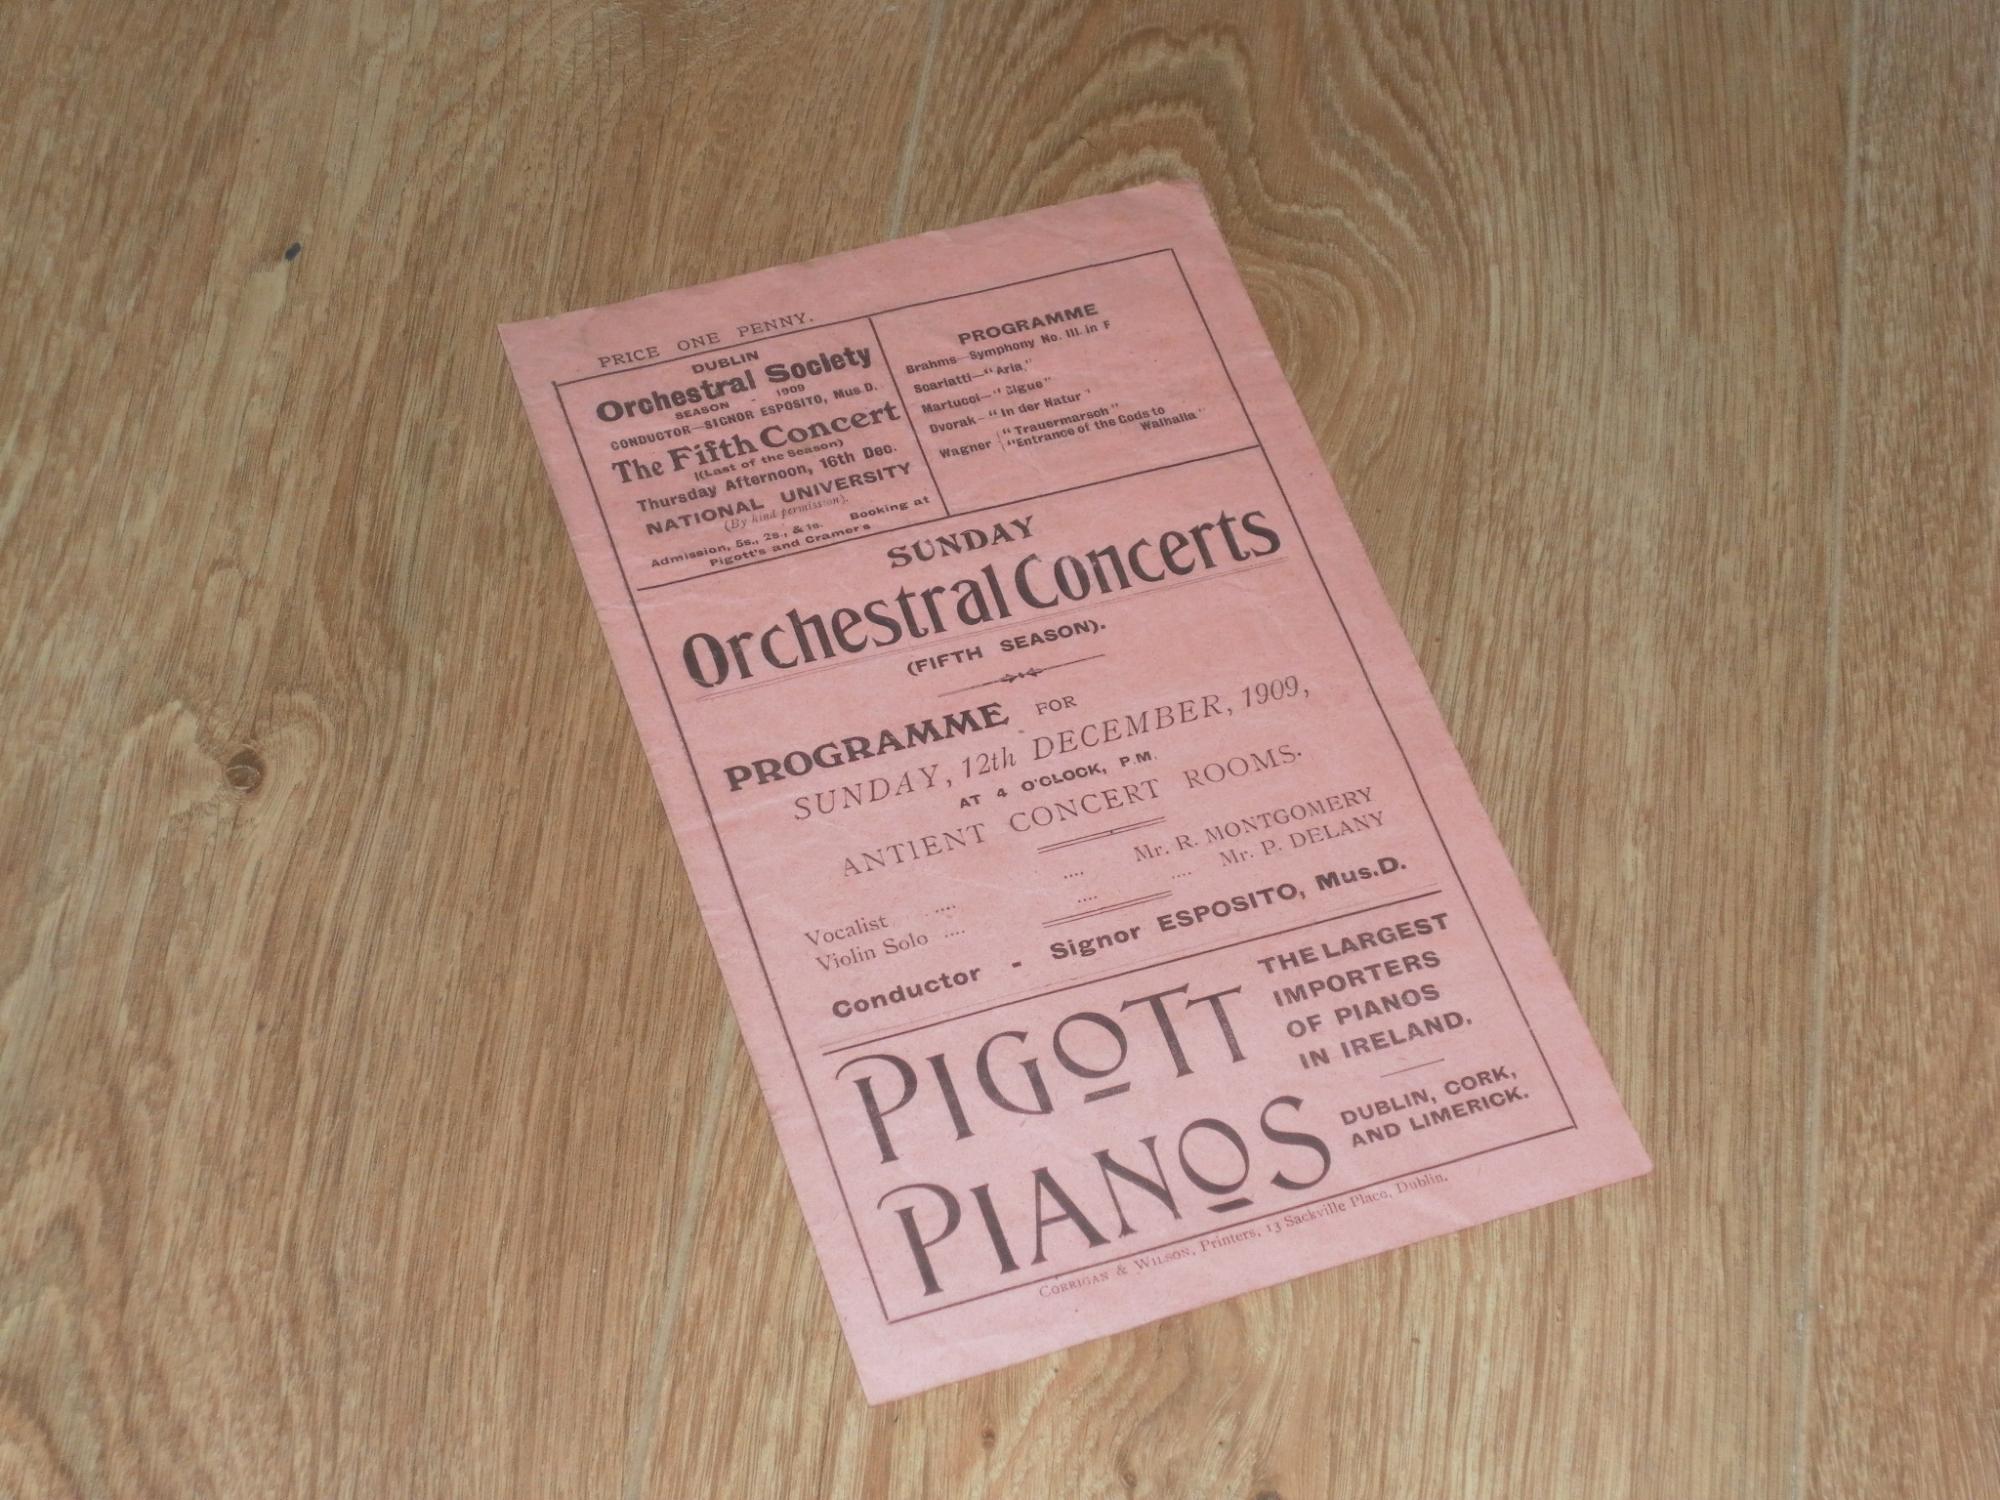 PRICE ONE PENNY.
DUBLIN
Orchestral Society
SEASON - 1909
CONDUCTOR—SIGNOR ESPOSITO, Mus.D.
The Fifth Concert
(Last of the Season)
Thursday Afternoon, 16th Dec.
NATIONAL UNIVERSITY
(By kind permission).
Admission, 5s., 2s., & 1s. Booking at
Pigott's and Cramer's
PROGRAMME
Brahms—Symphony No. III. in F
Scarlatti—"Aria"
Martucci—"Gigue"
Dvorak—"In der Natur"
Wagner {"Trauermarsch"
"Entrance of the Gods to
Walhalla"
SUNDAY
Orchestral Concerts
(FIFTH SEASON).
PROGRAMME FOR
SUNDAY, 12th DECEMBER, 1909,
AT 4 O'CLOCK, P.M.
ANTIENT CONCERT ROOMS.
Vocalist .... .... Mr. R. MONTGOMERY
Violin Solo .... .... .... Mr. P. DELANY
Conductor - Signor ESPOSITO, Mus.D.
PIGOTT
PIANOS
THE LARGEST
IMPORTERS
OF PIANOS
IN IRELAND.
DUBLIN, CORK,
AND LIMERICK.
CORRIGAN & WILSON, Printers, 13 Sackville Place, Dublin.